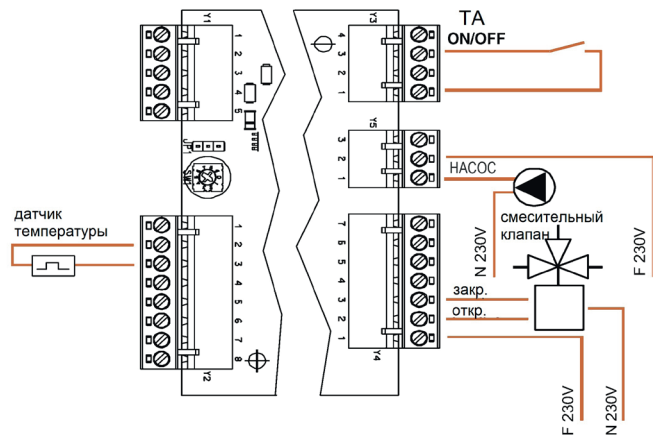 Y1
1
2
3
4
5
JP1
SW1
датчик
температуры
1
2
3
4
5
6
7
8
Y2
Y3
4
3
2
1
TA
ON/OFF
Y5
3
2
1
НАСОС
смесительный
клапан
N 230V
F 230V
7
6
5
4
3
2
1
Y4
закр.
откр.
F 230V
N 230V